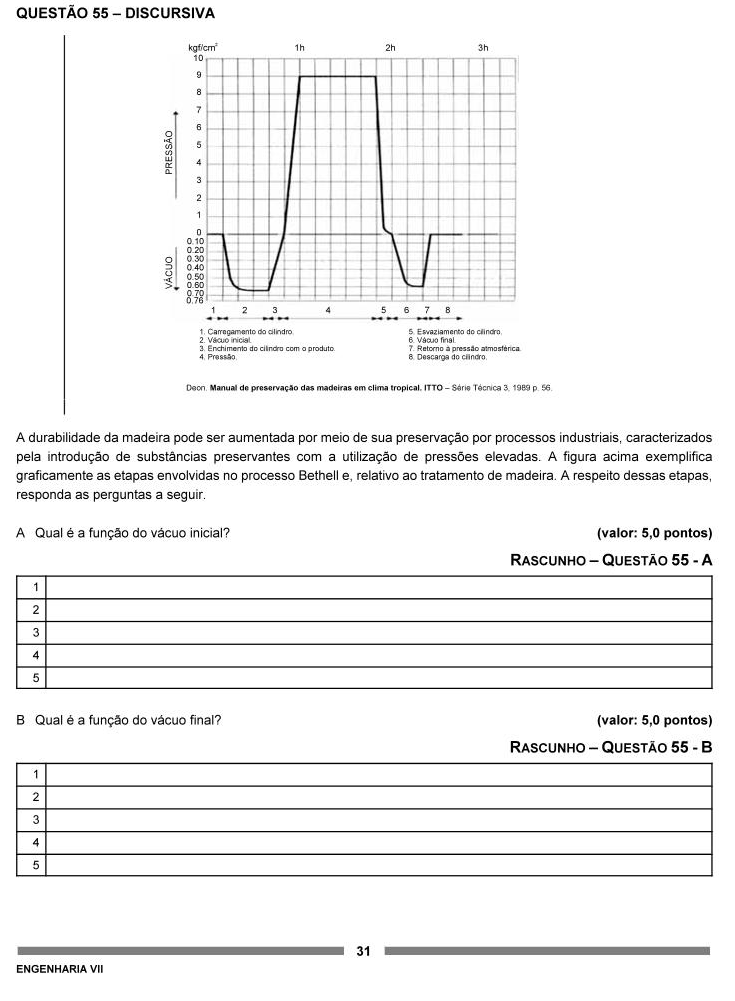 QUESTÃO 55 – DISCURSIVA
kgf/cm²
1h
2h
3h
10
9
8
7
6
5
4
3
2
1
0
0.10
0.20
0.30
0.40
0.50
0.60
0.70
0.76
PRESSÃO
VÁCUO
1 2 3 4 5 6 7 8
1. Carregamento do cilindro.
2. Vácuo inicial.
3. Enchimento do cilindro com o produto.
4. Pressão.
5. Esvaziamento do cilindro.
6. Vácuo final.
7. Retorno à pressão atmosférica.
8. Descarga do cilindro.
Deon. Manual de preservação das madeiras em clima tropical. ITTO – Série Técnica 3, 1989 p. 56.
A durabilidade da madeira pode ser aumentada por meio de sua preservação por processos industriais, caracterizados
pela introdução de substâncias preservantes com a utilização de pressões elevadas. A figura acima exemplifica
graficamente as etapas envolvidas no processo Bethell e, relativo ao tratamento de madeira. A respeito dessas etapas,
responda as perguntas a seguir.
A Qual é a função do vácuo inicial? (valor: 5,0 pontos)
RASCUNHO – QUESTÃO 55 - A
1
2
3
4
5
B Qual é a função do vácuo final? (valor: 5,0 pontos)
RASCUNHO – QUESTÃO 55 - B
1
2
3
4
5
31
ENGENHARIA VII